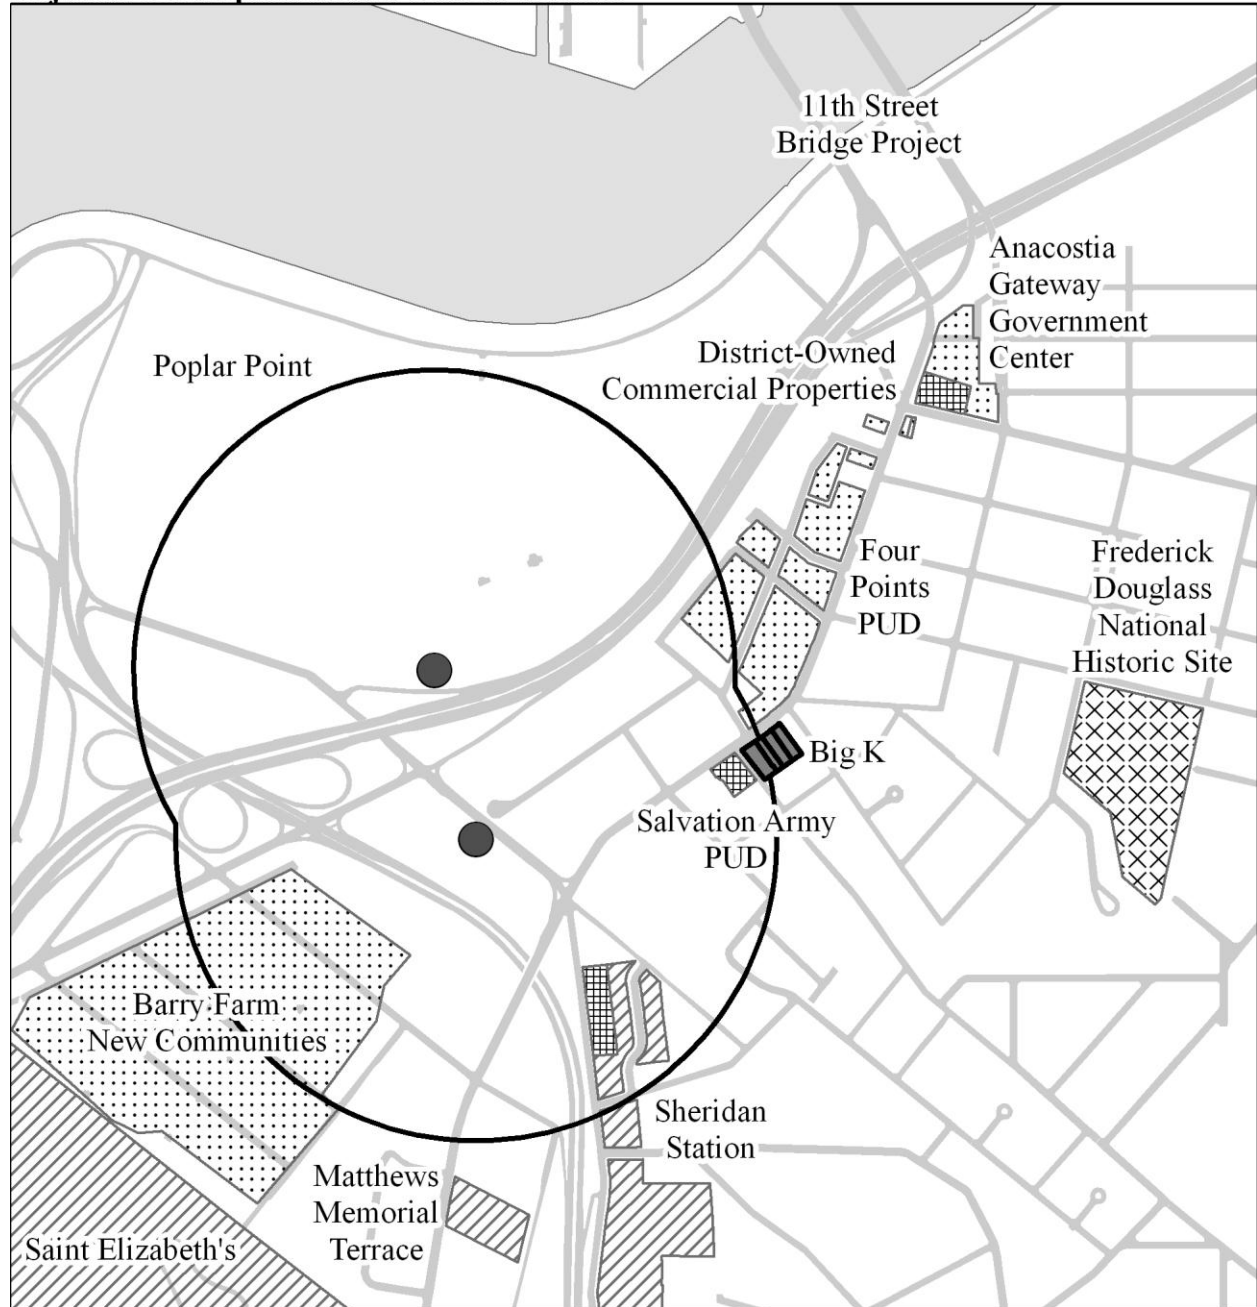 11th Street
Bridge Project
Anacostia
Gateway
Government
Center
District-Owned
Commercial Properties
Poplar Point
Four
Points
PUD
Frederick
Douglass
National
Historic Site
Big K
Salvation Army
PUD
Barry Farm
New Communities
Sheridan
Station
Matthews
Memorial
Terrace
Saint Elizabeth's